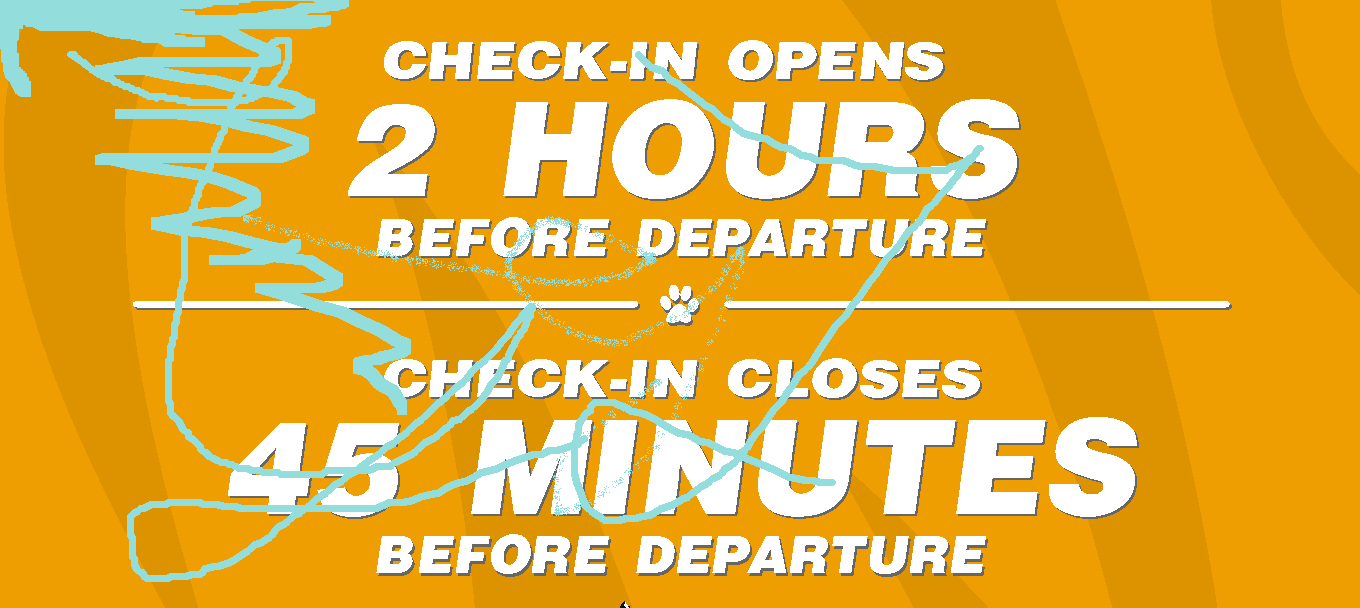 CHECK-IN OPENS
2 HOURS
BEFORE DEPARTURE
CHECK-IN CLOSES
45 MINUTES
BEFORE DEPARTURE